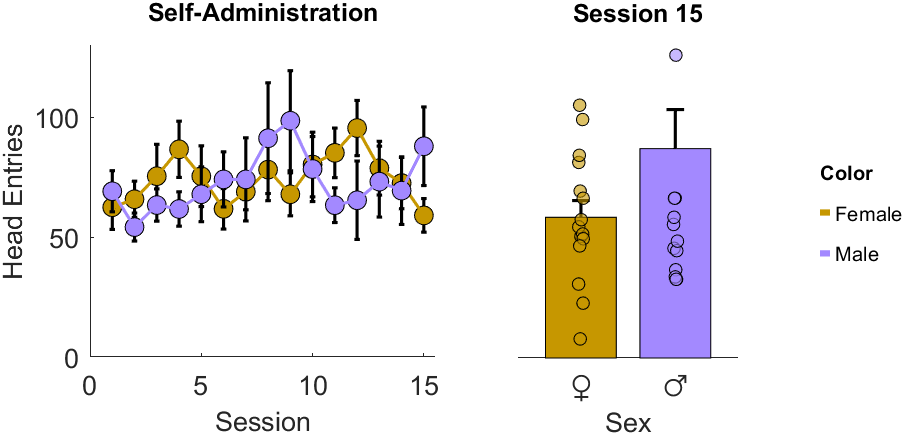 Self-Administration
Head Entries
100
50
0
0 5 10 15
Session
Session 15
♀ ♂
Sex
Color
Female
Male